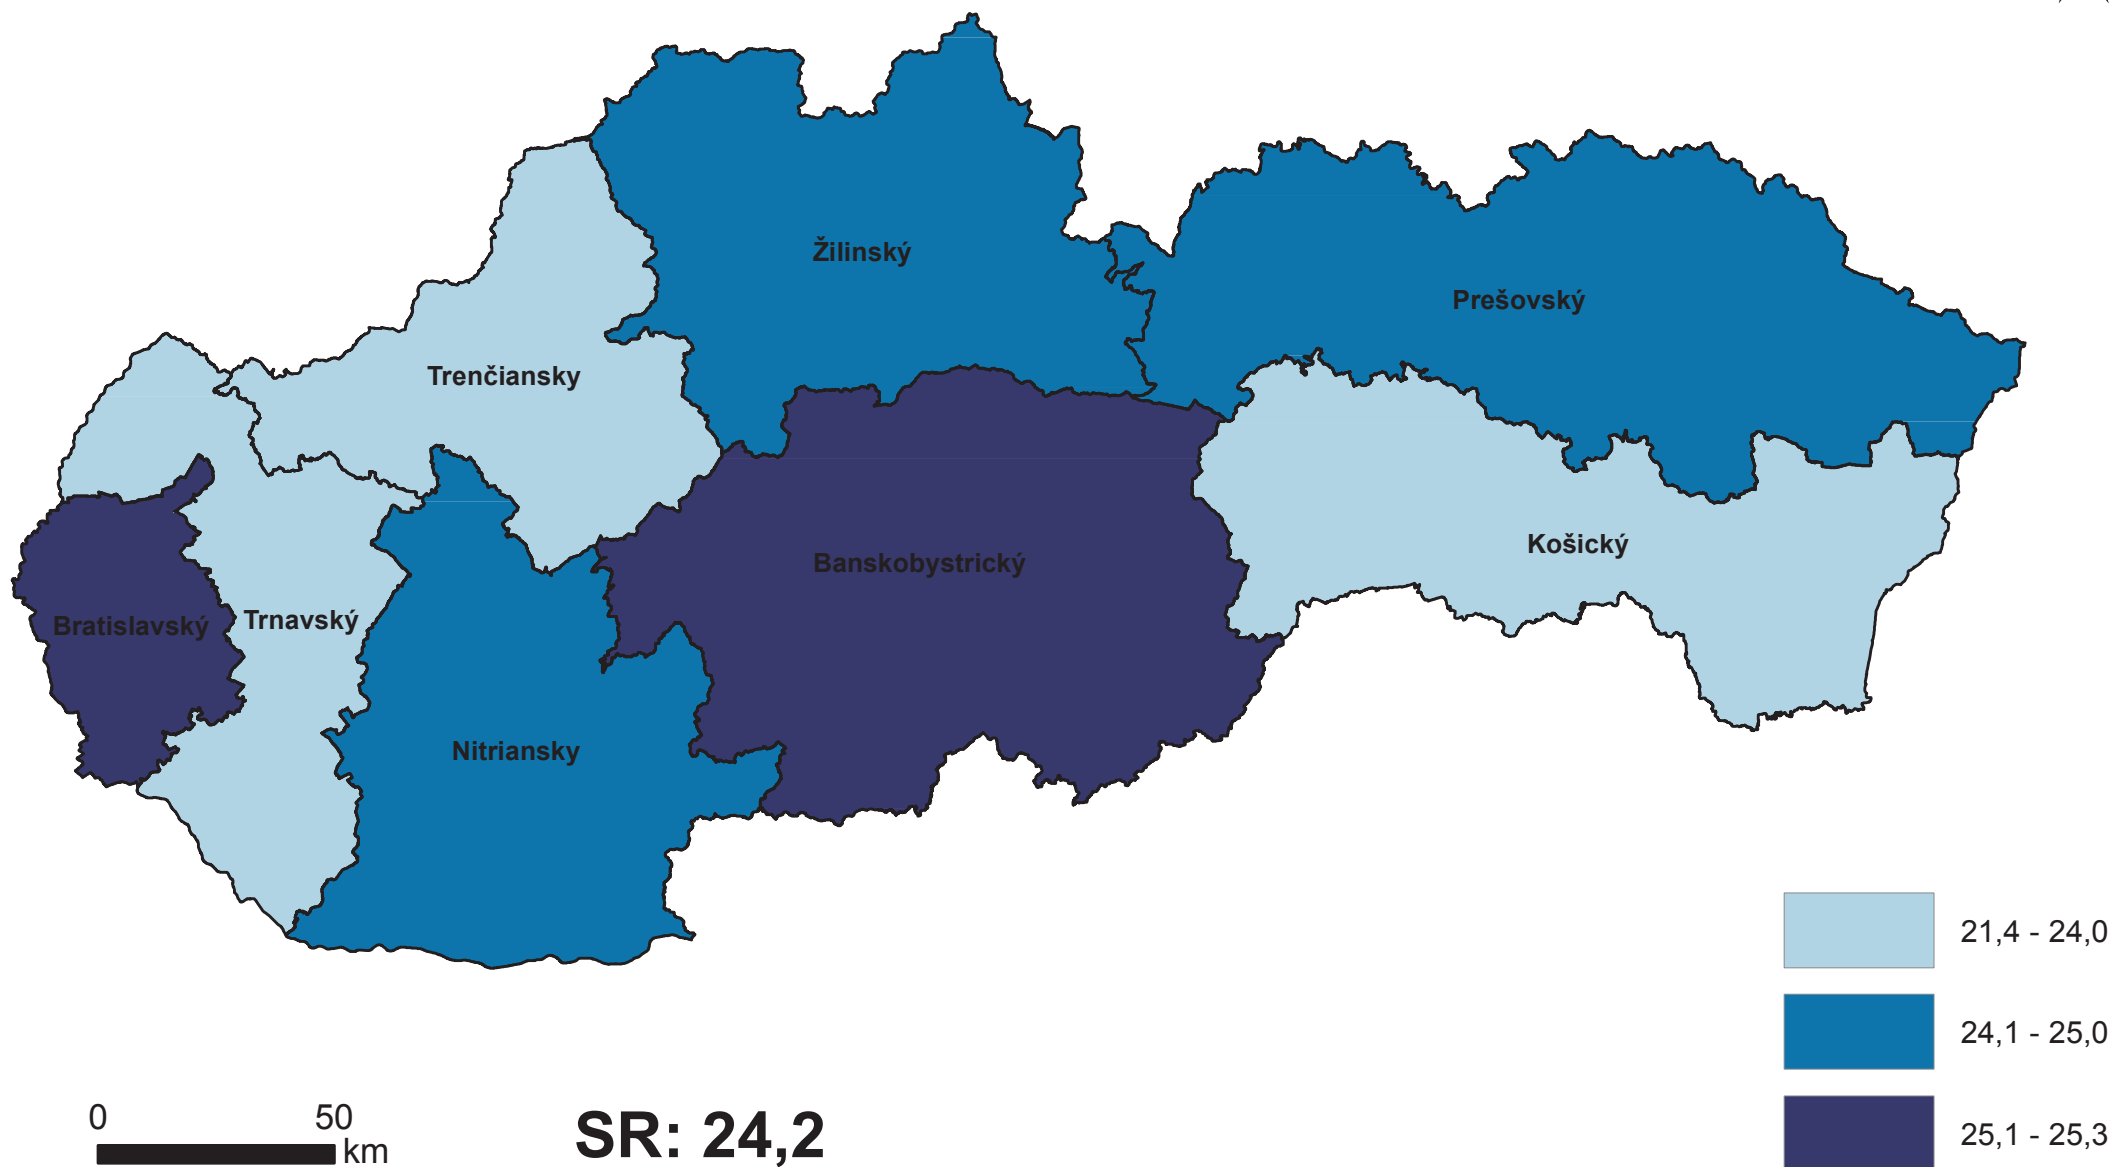 Žilinský
Prešovský
Trenčiansky
Košický
Banskobystrický
Bratislavský
Trnavský
Nitriansky
21,4 - 24,0
24,1 - 25,0
25,1 - 25,3
0 50
km
SR: 24,2